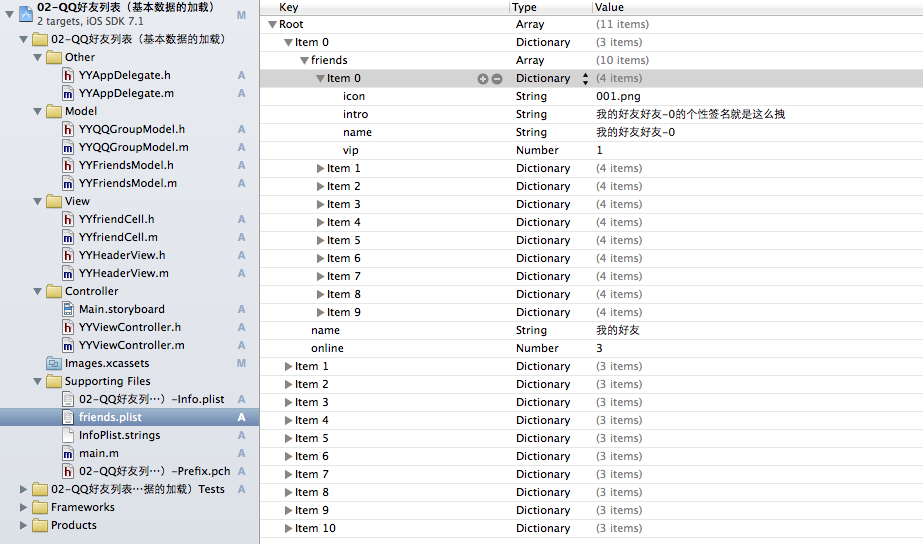 02-QQ好友列表（基本数据的加载）
2 targets, iOS SDK 7.1
M
02-QQ好友列表（基本数据的加载）
Other
YYAppDelegate.h A
YYAppDelegate.m A
Model
YYQQGroupModel.h A
YYQQGroupModel.m A
YYFriendsModel.h A
YYFriendsModel.m A
View
YYfriendCell.h A
YYfriendCell.m A
YYHeaderView.h A
YYHeaderView.m A
Controller
Main.storyboard A
YYViewController.h A
YYViewController.m A
Images.xcassets M
Supporting Files
02-QQ好友列…）-Info.plist A
friends.plist A
InfoPlist.strings A
main.m A
02-QQ好友列…）-Prefix.pch A
02-QQ好友列表…据的加载）Tests A
Frameworks
Products
Key Type Value
Root Array (11 items)
Item 0 Dictionary (3 items)
friends Array (10 items)
Item 0 Dictionary (4 items)
icon String 001.png
intro String 我的好友好友-0的个性签名就是这么拽
name String 我的好友好友-0
vip Number 1
Item 1 Dictionary (4 items)
Item 2 Dictionary (4 items)
Item 3 Dictionary (4 items)
Item 4 Dictionary (4 items)
Item 5 Dictionary (4 items)
Item 6 Dictionary (4 items)
Item 7 Dictionary (4 items)
Item 8 Dictionary (4 items)
Item 9 Dictionary (4 items)
name String 我的好友
online Number 3
Item 1 Dictionary (3 items)
Item 2 Dictionary (3 items)
Item 3 Dictionary (3 items)
Item 4 Dictionary (3 items)
Item 5 Dictionary (3 items)
Item 6 Dictionary (3 items)
Item 7 Dictionary (3 items)
Item 8 Dictionary (3 items)
Item 9 Dictionary (3 items)
Item 10 Dictionary (3 items)